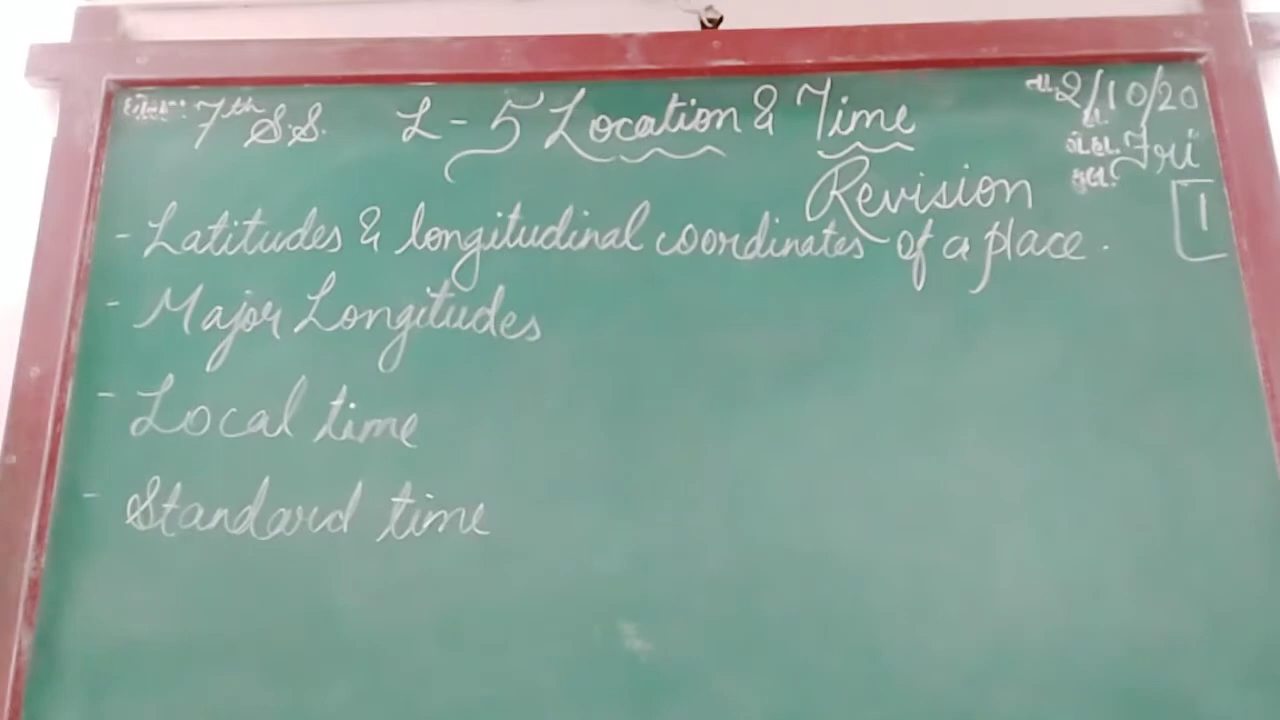 7th S.S. L - 5 Location & Time તા. 2/10/20
Fri
Revision [1
- Latitudes & longitudinal coordinates of a place.
- Major Longitudes
- Local time
- Standard time